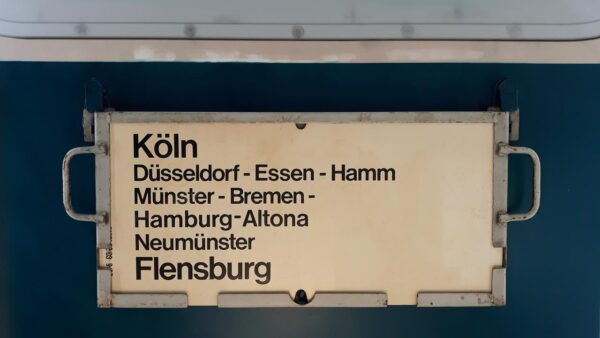 Köln
Düsseldorf - Essen - Hamm
Münster - Bremen -
Hamburg-Altona
Neumünster
Flensburg